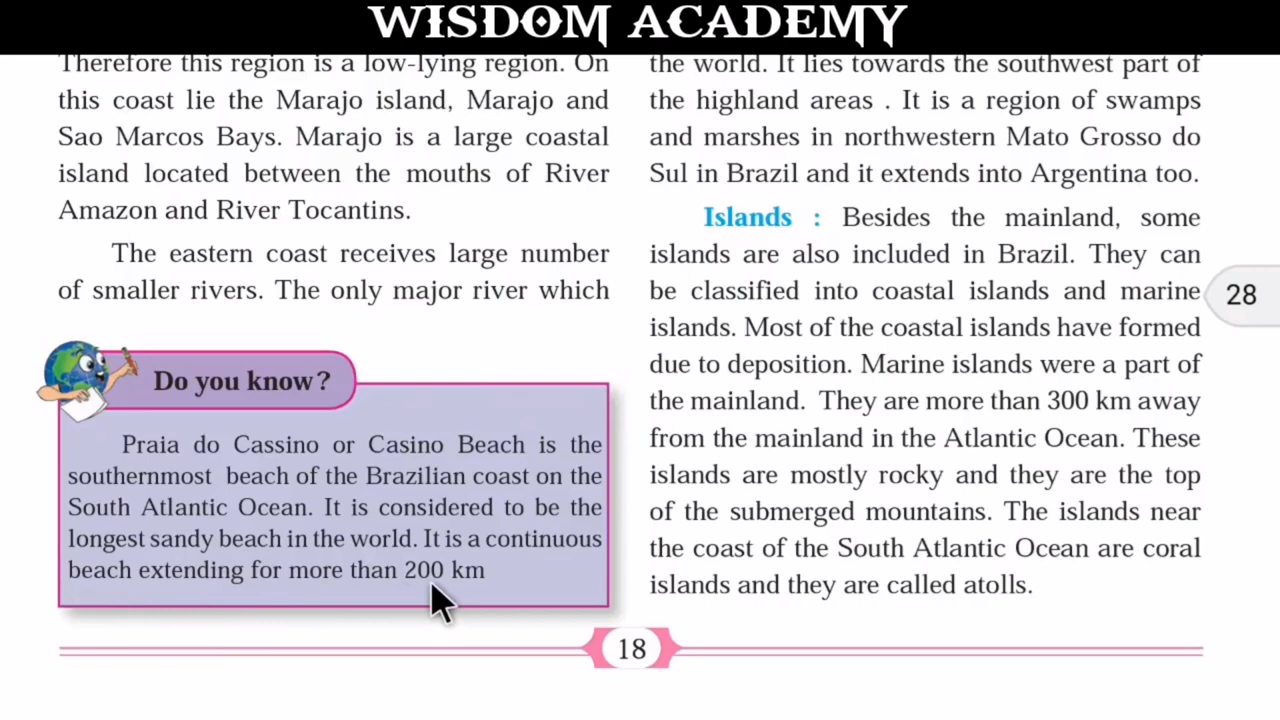 WISDOM ACADEMY
Therefore this region is a low-lying region. On
this coast lie the Marajo island, Marajo and
Sao Marcos Bays. Marajo is a large coastal
island located between the mouths of River
Amazon and River Tocantins.
The eastern coast receives large number
of smaller rivers. The only major river which
Do you know?
Praia do Cassino or Casino Beach is the
southernmost beach of the Brazilian coast on the
South Atlantic Ocean. It is considered to be the
longest sandy beach in the world. It is a continuous
beach extending for more than 200 km
the world. It lies towards the southwest part of
the highland areas . It is a region of swamps
and marshes in northwestern Mato Grosso do
Sul in Brazil and it extends into Argentina too.
Islands : Besides the mainland, some
islands are also included in Brazil. They can
be classified into coastal islands and marine
islands. Most of the coastal islands have formed
due to deposition. Marine islands were a part of
the mainland. They are more than 300 km away
from the mainland in the Atlantic Ocean. These
islands are mostly rocky and they are the top
of the submerged mountains. The islands near
the coast of the South Atlantic Ocean are coral
islands and they are called atolls.
28
18